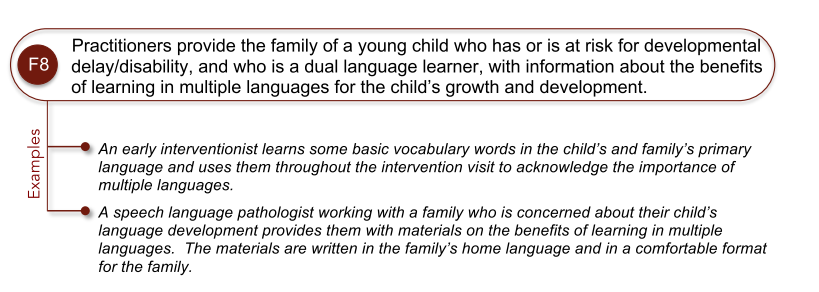 F8
Practitioners provide the family of a young child who has or is at risk for developmental
delay/disability, and who is a dual language learner, with information about the benefits
of learning in multiple languages for the child's growth and development.
Examples
An early interventionist learns some basic vocabulary words in the child's and family's primary
language and uses them throughout the intervention visit to acknowledge the importance of
multiple languages.
A speech language pathologist working with a family who is concerned about their child's
language development provides them with materials on the benefits of learning in multiple
languages.  The materials are written in the family's home language and in a comfortable format
for the family.